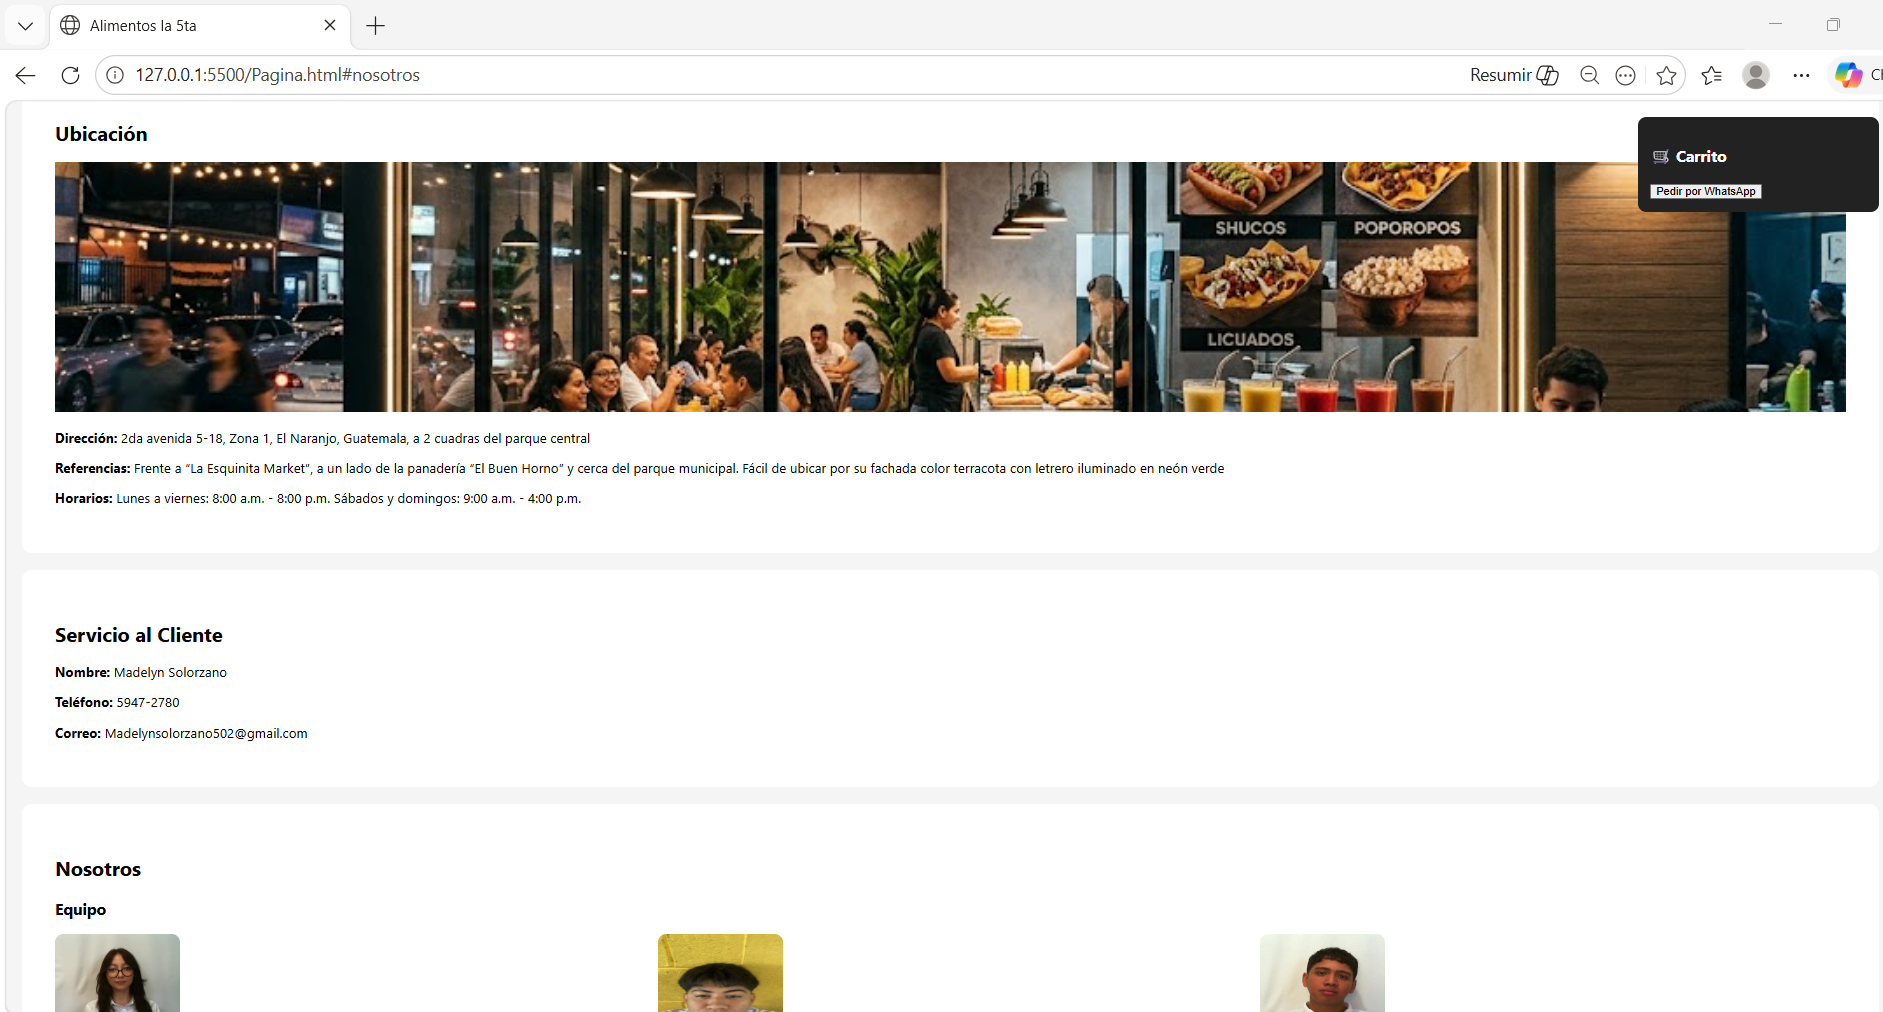 Alimentos la 5ta
127.0.0.1:5500/Pagina.html#nosotros
Resumir
Ubicación
🛒 Carrito
Pedir por WhatsApp
SHUCOS
POPOROPOS
LICUADOS
Dirección: 2da avenida 5-18, Zona 1, El Naranjo, Guatemala, a 2 cuadras del parque central
Referencias: Frente a “La Esquinita Market”, a un lado de la panadería “El Buen Horno” y cerca del parque municipal. Fácil de ubicar por su fachada color terracota con letrero iluminado en neón verde
Horarios: Lunes a viernes: 8:00 a.m. - 8:00 p.m. Sábados y domingos: 9:00 a.m. - 4:00 p.m.
Servicio al Cliente
Nombre: Madelyn Solorzano
Teléfono: 5947-2780
Correo: Madelynsolorzano502@gmail.com
Nosotros
Equipo